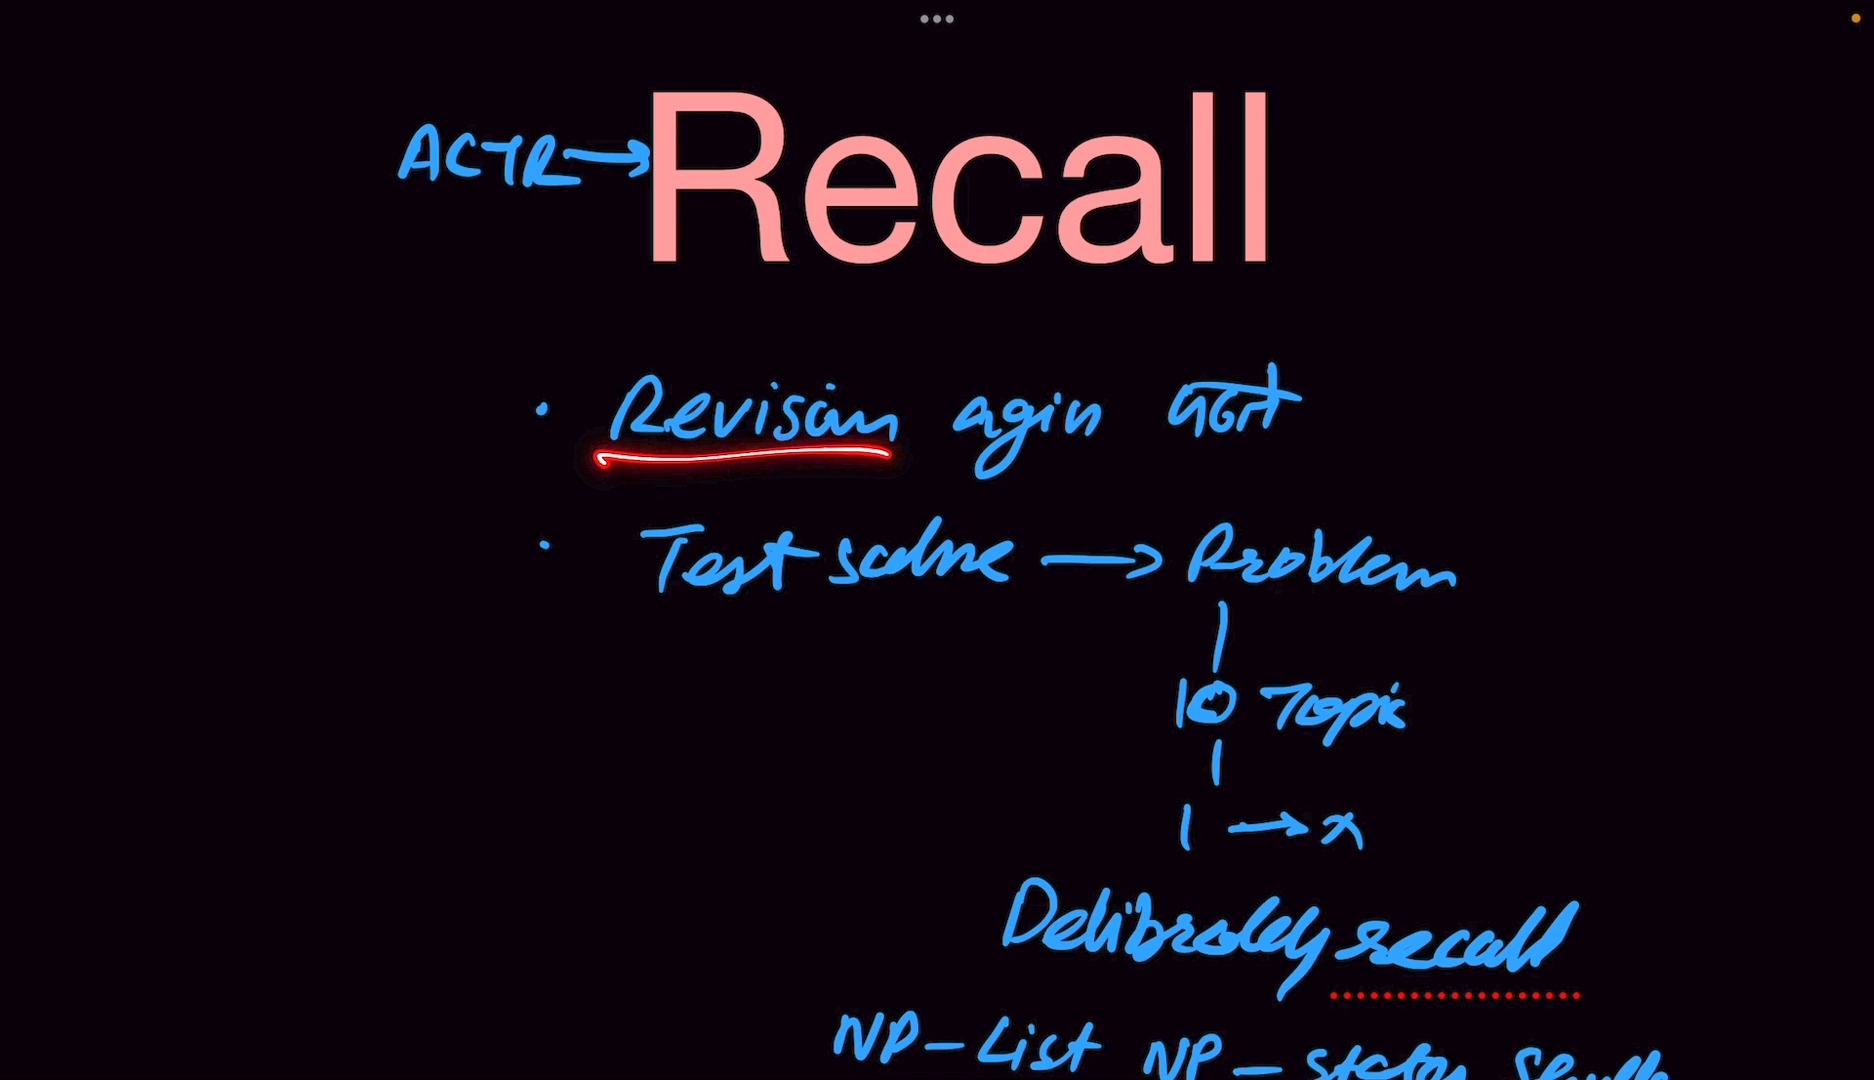 ACTR → Recall
• Revision agin
• Test solve → Problem
10 Topic
1 → x
Delibrately recall
NP - List NP -